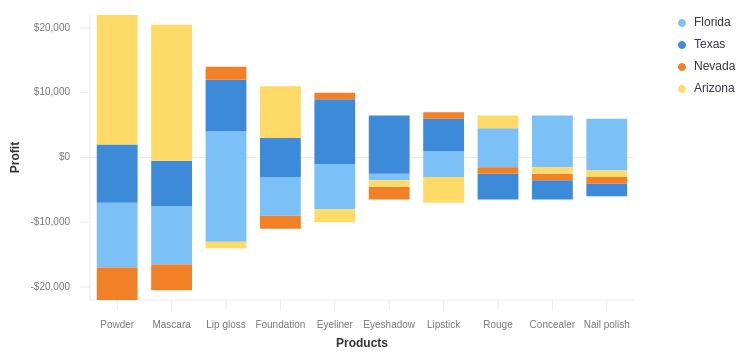 $20,000
$10,000
$0
-$10,000
-$20,000
Profit
Powder Mascara Lip gloss Foundation Eyeliner Eyeshadow Lipstick Rouge Concealer Nail polish
Products
Florida
Texas
Nevada
Arizona